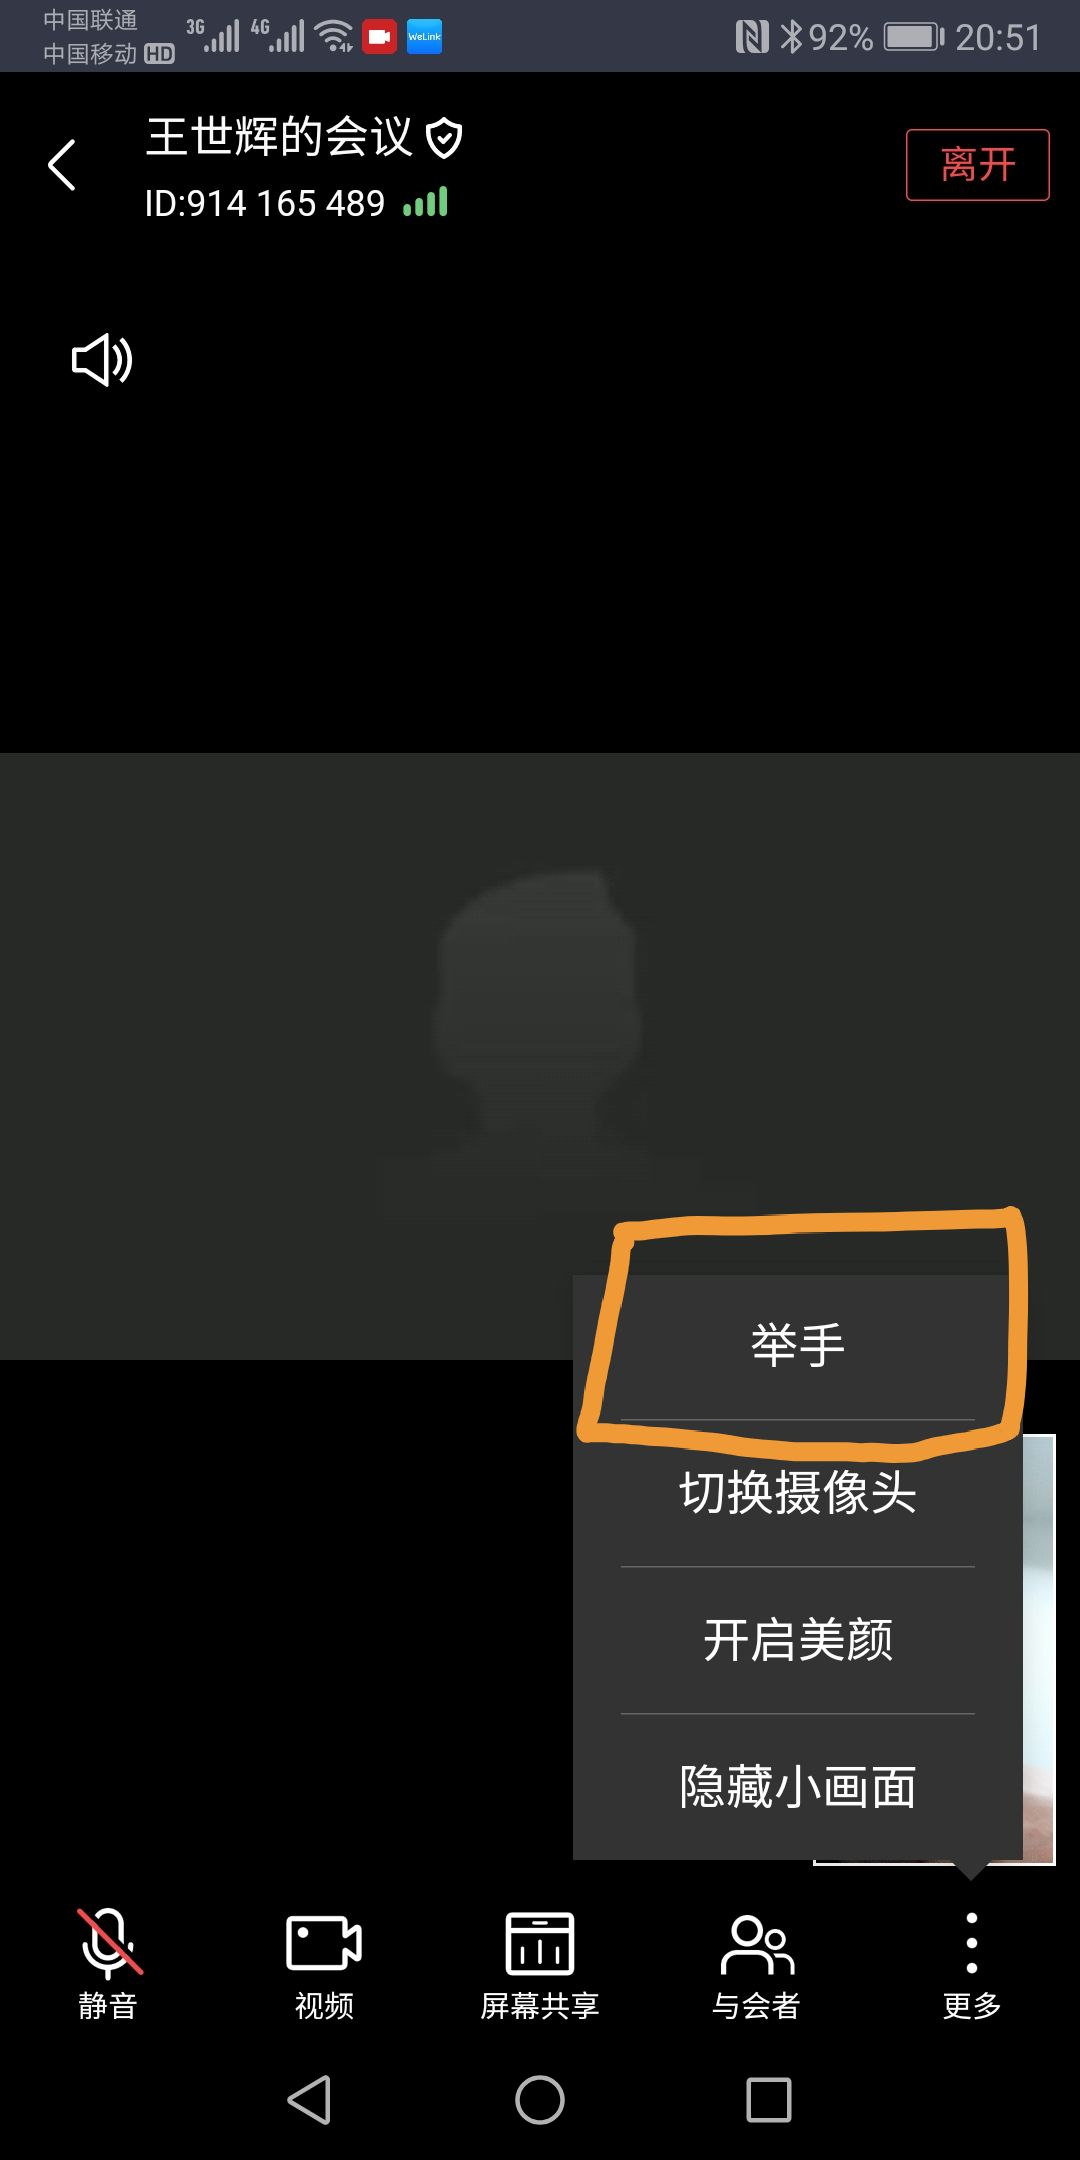 中国联通
中国移动 HD
3G 4G WeLink 92% 20:51
王世辉的会议
ID:914 165 489
离开
举手
切换摄像头
开启美颜
隐藏小画面
静音 视频 屏幕共享 与会者 更多